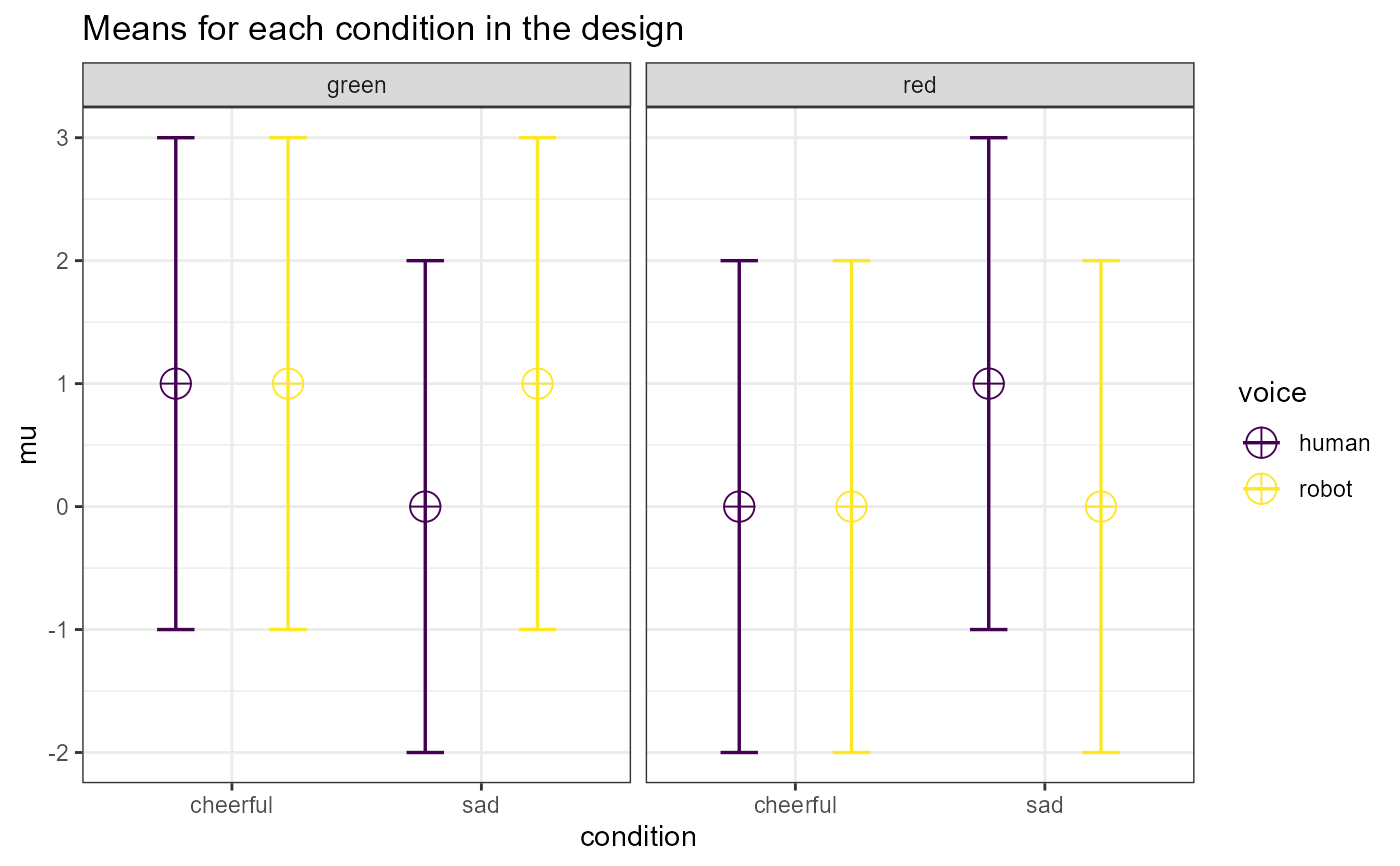 Means for each condition in the design
green
red
3
2
1
0
-1
-2
mu
cheerful
sad
cheerful
sad
condition
voice
human
robot